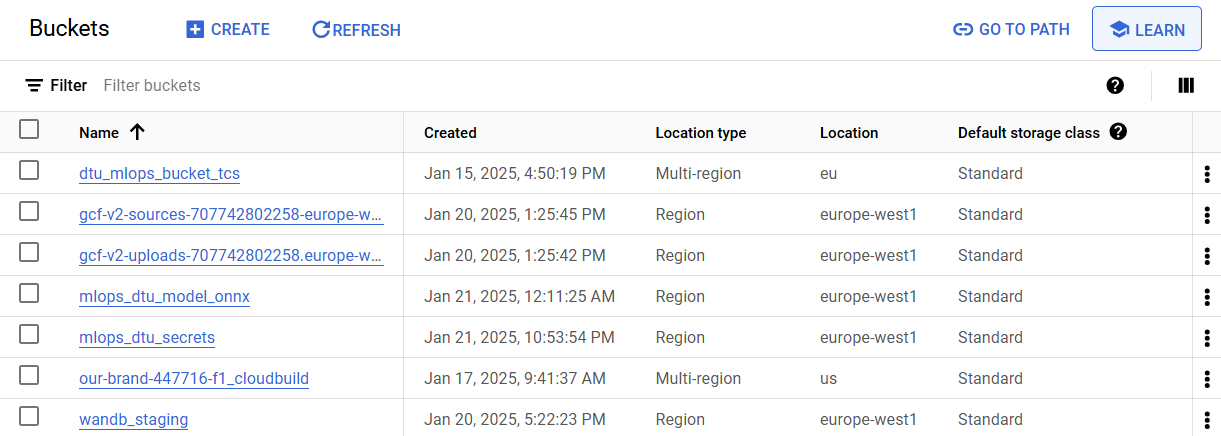 Buckets CREATE REFRESH GO TO PATH LEARN
Filter Filter buckets ?
Name Created Location type Location Default storage class ?
dtu_mlops_bucket_tcs Jan 15, 2025, 4:50:19 PM Multi-region eu Standard
gcf-v2-sources-707742802258-europe-w... Jan 20, 2025, 1:25:45 PM Region europe-west1 Standard
gcf-v2-uploads-707742802258.europe-w... Jan 20, 2025, 1:25:42 PM Region europe-west1 Standard
mlops_dtu_model_onnx Jan 21, 2025, 12:11:25 AM Region europe-west1 Standard
mlops_dtu_secrets Jan 21, 2025, 10:53:54 PM Region europe-west1 Standard
our-brand-447716-f1_cloudbuild Jan 17, 2025, 9:41:37 AM Multi-region us Standard
wandb_staging Jan 20, 2025, 5:22:23 PM Region europe-west1 Standard